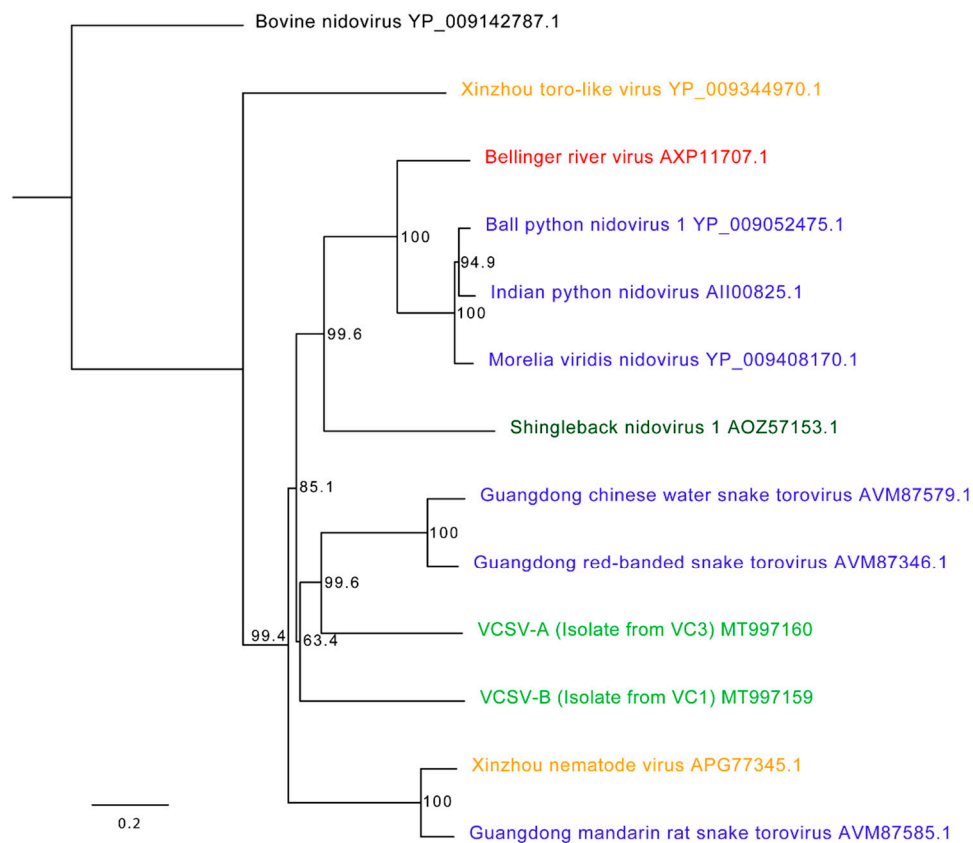 Bovine nidovirus YP_009142787.1
Xinzhou toro-like virus YP_009344970.1
Bellinger river virus AXP11707.1
Ball python nidovirus 1 YP_009052475.1
100
94.9
Indian python nidovirus AII00825.1
100
99.6
Morelia viridis nidovirus YP_009408170.1
Shingleback nidovirus 1 AOZ57153.1
85.1
Guangdong chinese water snake torovirus AVM87579.1
100
Guangdong red-banded snake torovirus AVM87346.1
99.6
VCSV-A (Isolate from VC3) MT997160
99.4
63.4
VCSV-B (Isolate from VC1) MT997159
Xinzhou nematode virus APG77345.1
100
0.2
Guangdong mandarin rat snake torovirus AVM87585.1